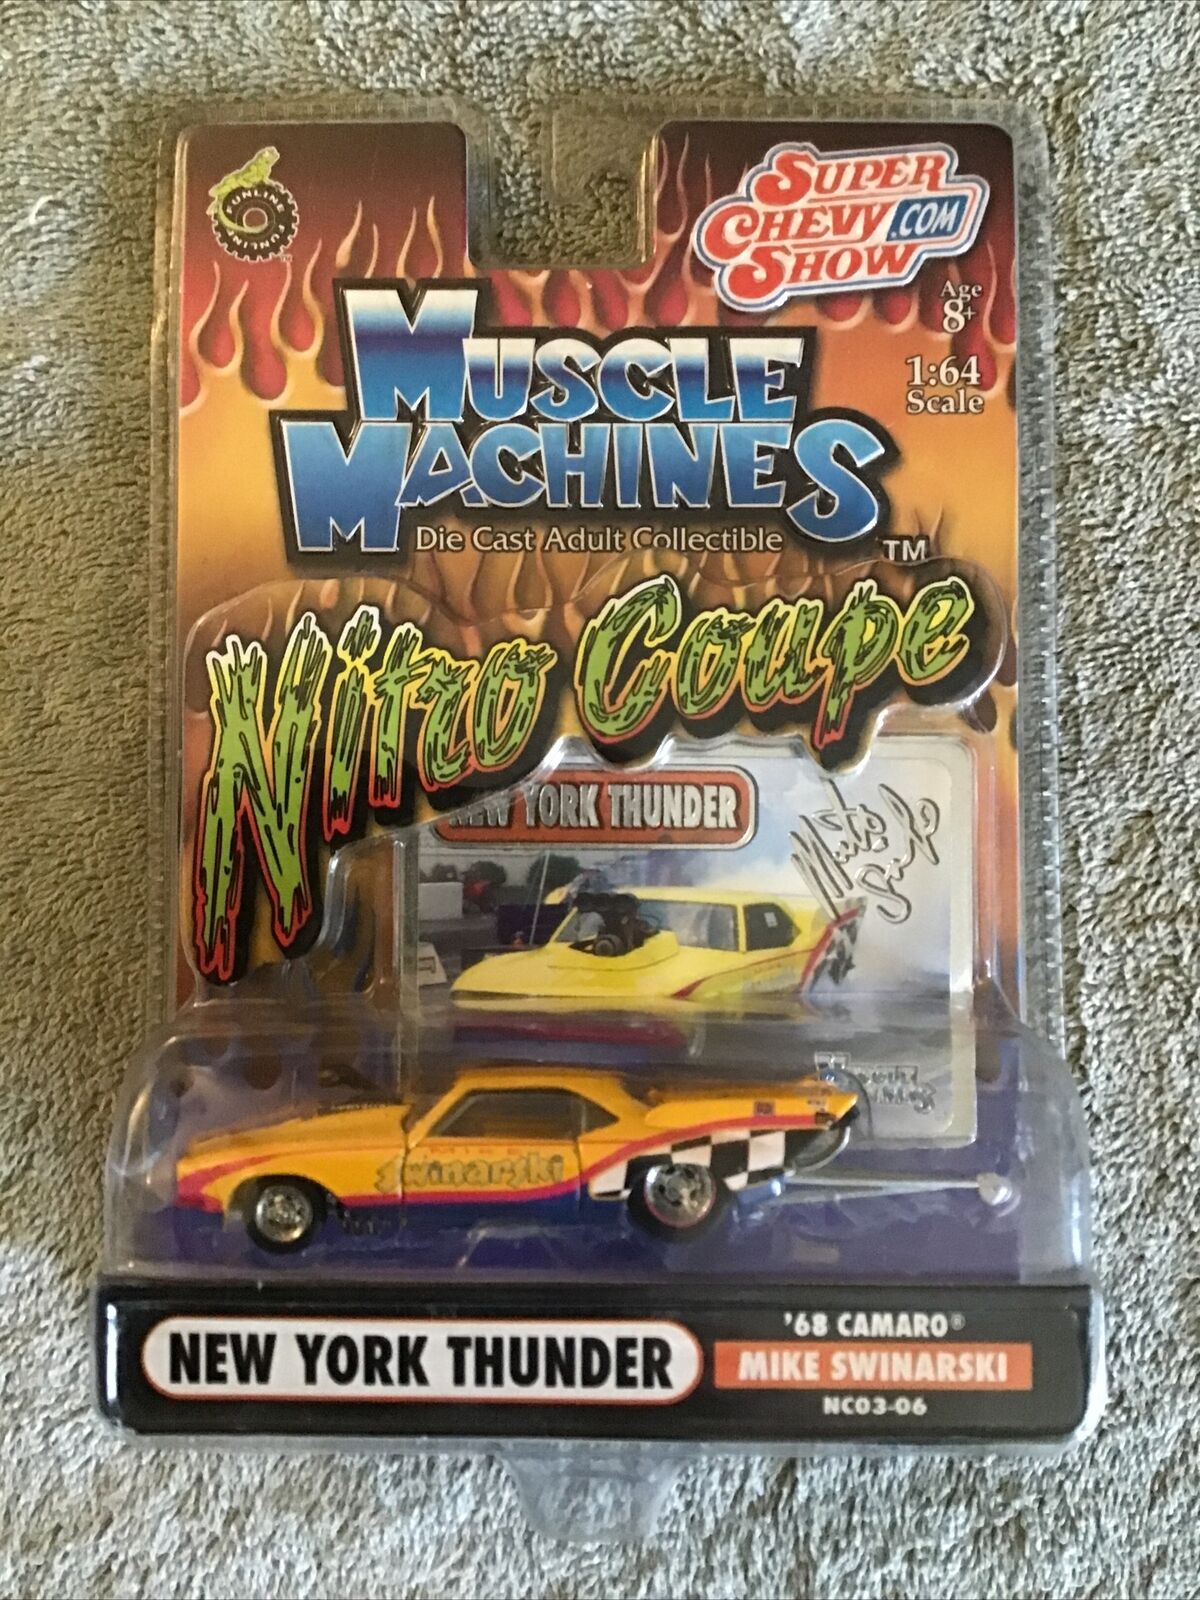 FUNLINE
FUNLINE
SUPER
CHEVY .COM
SHOW
Age
8+
1:64
Scale
MUSCLE
MACHINES
Die Cast Adult Collectible
TM
Nitro Coupe
NEW YORK THUNDER
Swinarski
NEW YORK THUNDER
'68 CAMARO®
MIKE SWINARSKI
NC03-06